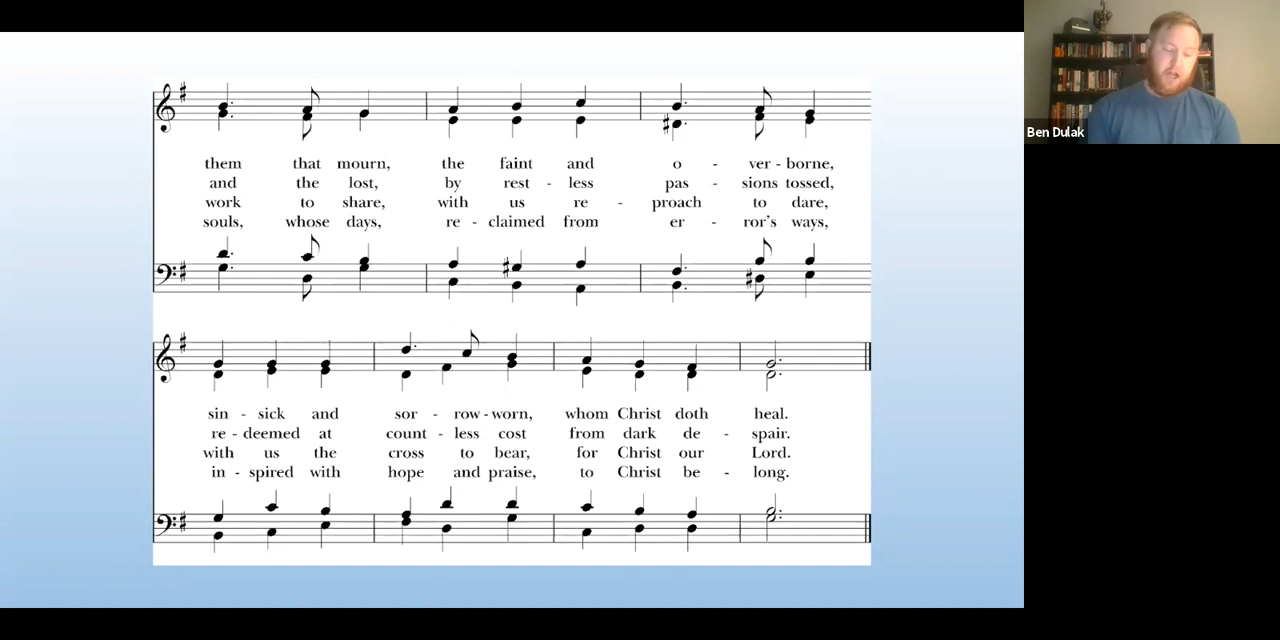 them that mourn, the faint and o - ver - borne,
and the lost, by rest - less pas - sions tossed,
work to share, with us re - proach to dare,
souls, whose days, re - claimed from er - ror's ways,
sin - sick and sor - row - worn, whom Christ doth heal.
re - deemed at count - less cost from dark de - spair.
with us the cross to bear, for Christ our Lord.
in - spired with hope and praise, to Christ be - long.
Ben Dulak